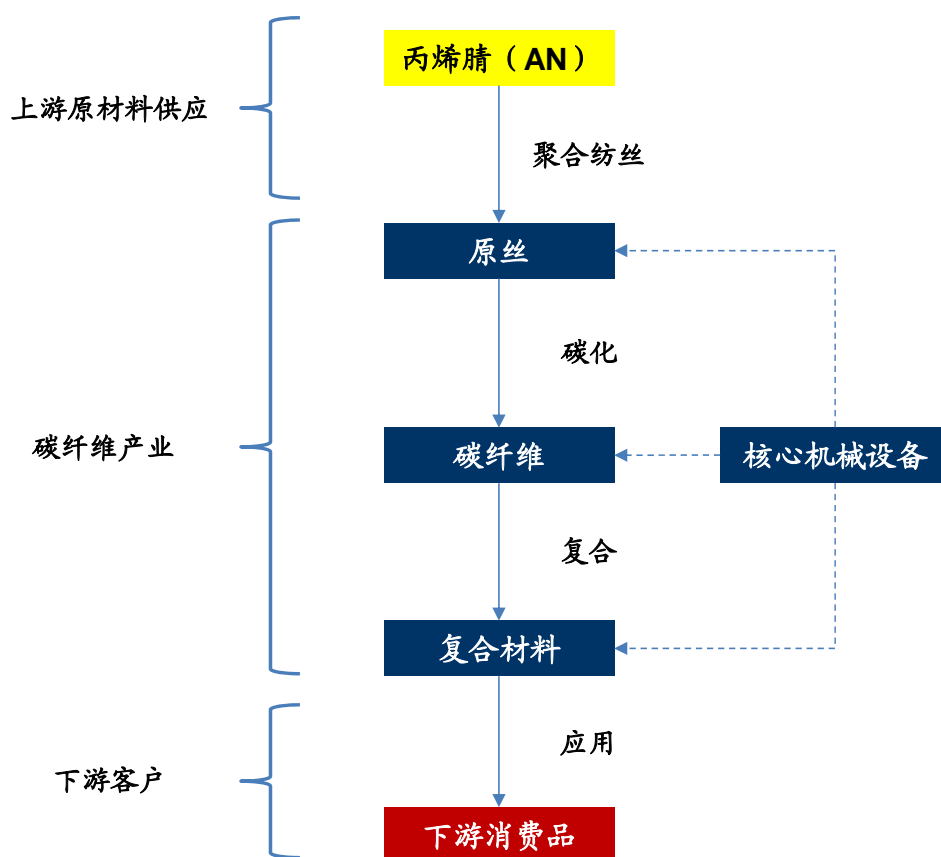 丙烯腈（AN）
上游原材料供应
聚合纺丝
原丝
碳化
碳纤维产业
碳纤维
核心机械设备
复合
复合材料
应用
下游客户
下游消费品